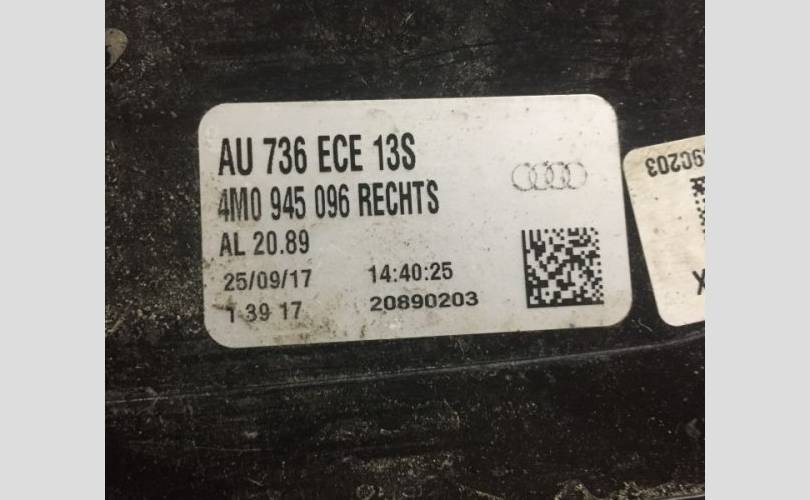 AU 736 ECE 13S
4M0 945 096 RECHTS
AL 20.89
25/09/17 14:40:25
1 39 17 20890203
90203
X